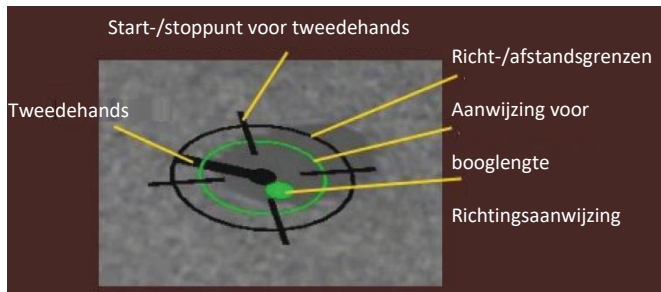 Start-/stoppunt voor tweedehands
Richt-/afstandsgrenzen
Tweedehands
Aanwijzing voor
booglengte
Richtingsaanwijzing